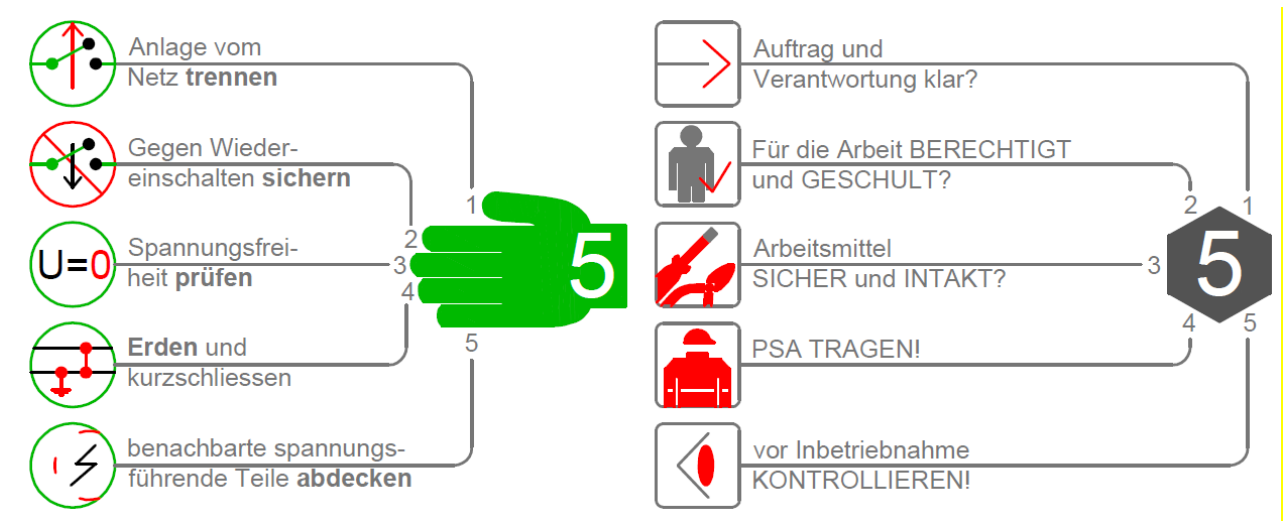 Anlage vom
Netz trennen
Gegen Wieder-
einschalten sichern
U=0
Spannungsfrei-
heit prüfen
Erden und
kurzschliessen
benachbarte spannungs-
führende Teile abdecken
1
2
3
4
5
5
Auftrag und
Verantwortung klar?
Für die Arbeit BERECHTIGT
und GESCHULT?
Arbeitsmittel
SICHER und INTAKT?
PSA TRAGEN!
vor Inbetriebnahme
KONTROLLIEREN!
2 1
3
5
4 5